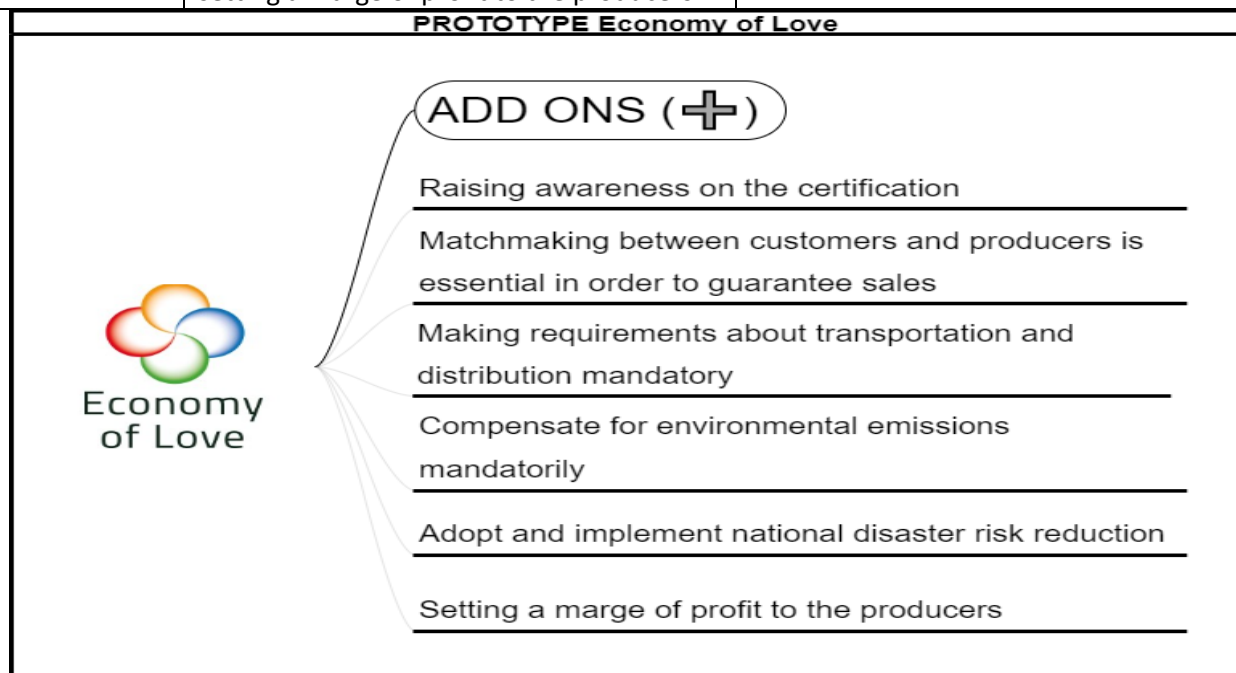 PROTOTYPE Economy of Love
ADD ONS (+)
Raising awareness on the certification
Matchmaking between customers and producers is
essential in order to guarantee sales
Making requirements about transportation and
distribution mandatory
Economy
of Love
Compensate for environmental emissions
mandatorily
Adopt and implement national disaster risk reduction
Setting a marge of profit to the producers